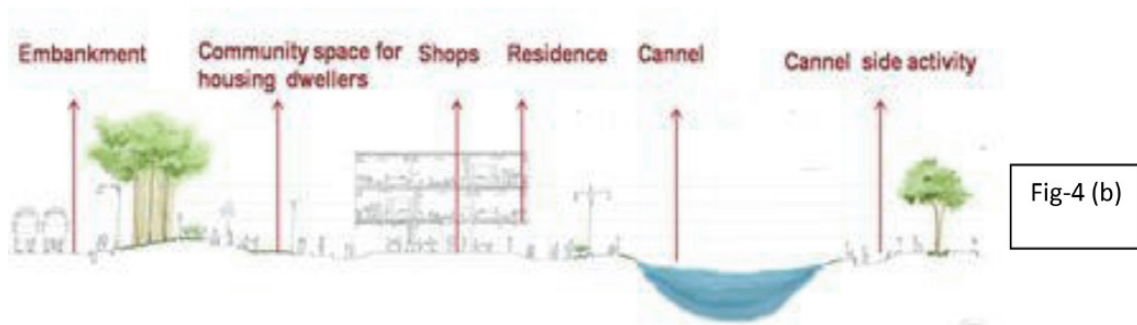 Embankment
Community space for
housing dwellers
Shops
Residence
Cannel
Cannel side activity
Fig-4 (b)